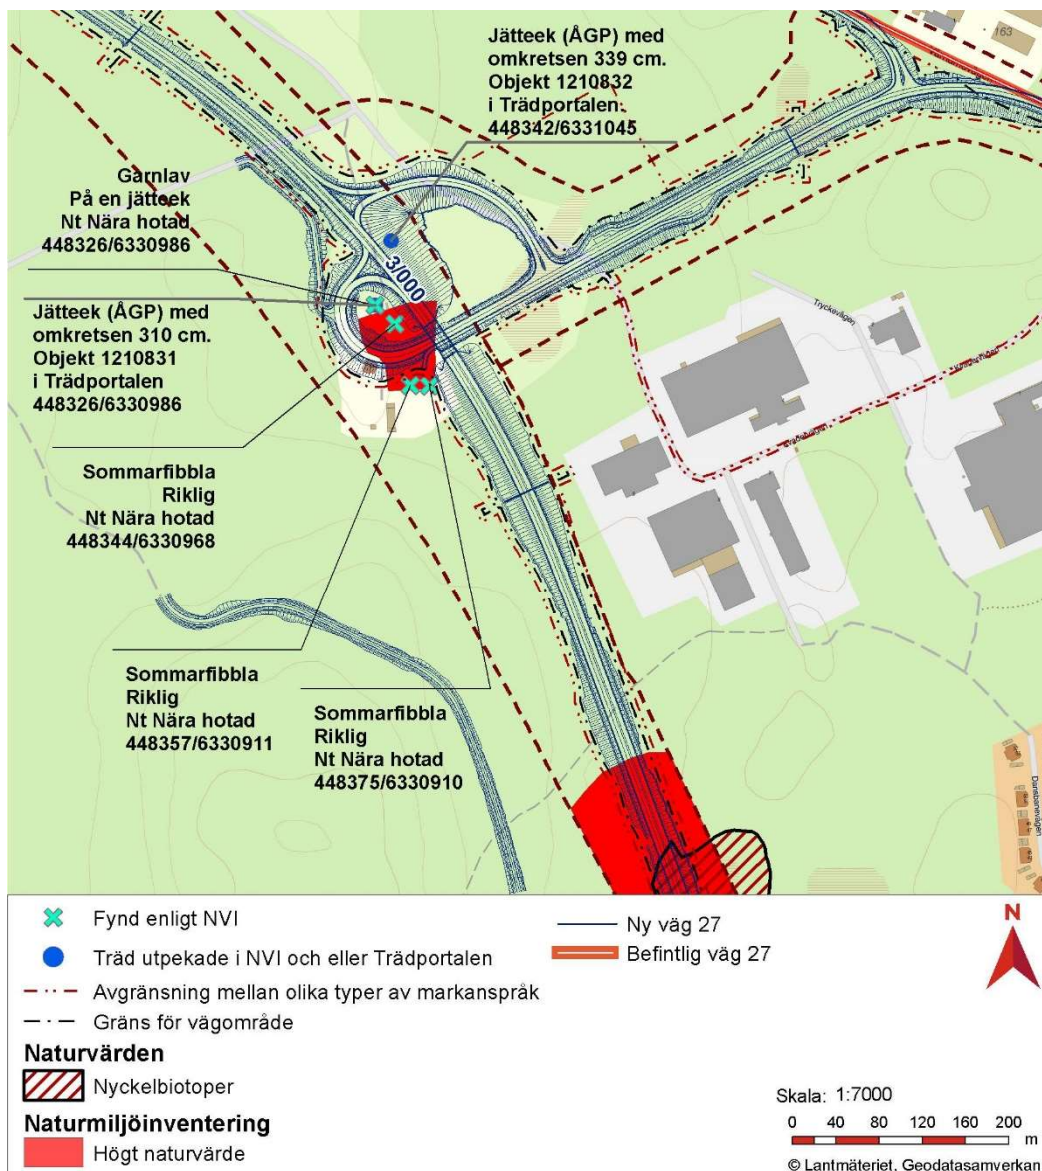 Jätteek (ÅGP) med
omkretsen 339 cm.
Objekt 1210832
i Trädportalen.
448342/6331045
163
Garnlav
På en jätteek
Nt Nära hotad
448326/6330986
3/000
Jätteek (ÅGP) med
omkretsen 310 cm.
Objekt 1210831
i Trädportalen
448326/6330986
Tryckevägen
Sommarfibbla
Riklig
Nt Nära hotad
448344/6330968
Sommarfibbla
Riklig
Nt Nära hotad
448357/6330911
Sommarfibbla
Riklig
Nt Nära hotad
448375/6330910
Dansbanevägen
Fynd enligt NVI
Träd utpekade i NVI och eller Trädportalen
Avgränsning mellan olika typer av markanspråk
Gräns för vägområde
Naturvärden
Nyckelbiotoper
Naturmiljöinventering
Högt naturvärde
Ny väg 27
Befintlig väg 27
N
Skala: 1:7000
0 40 80 120 160 200
m
© Lantmäteriet, Geodatasamverkan